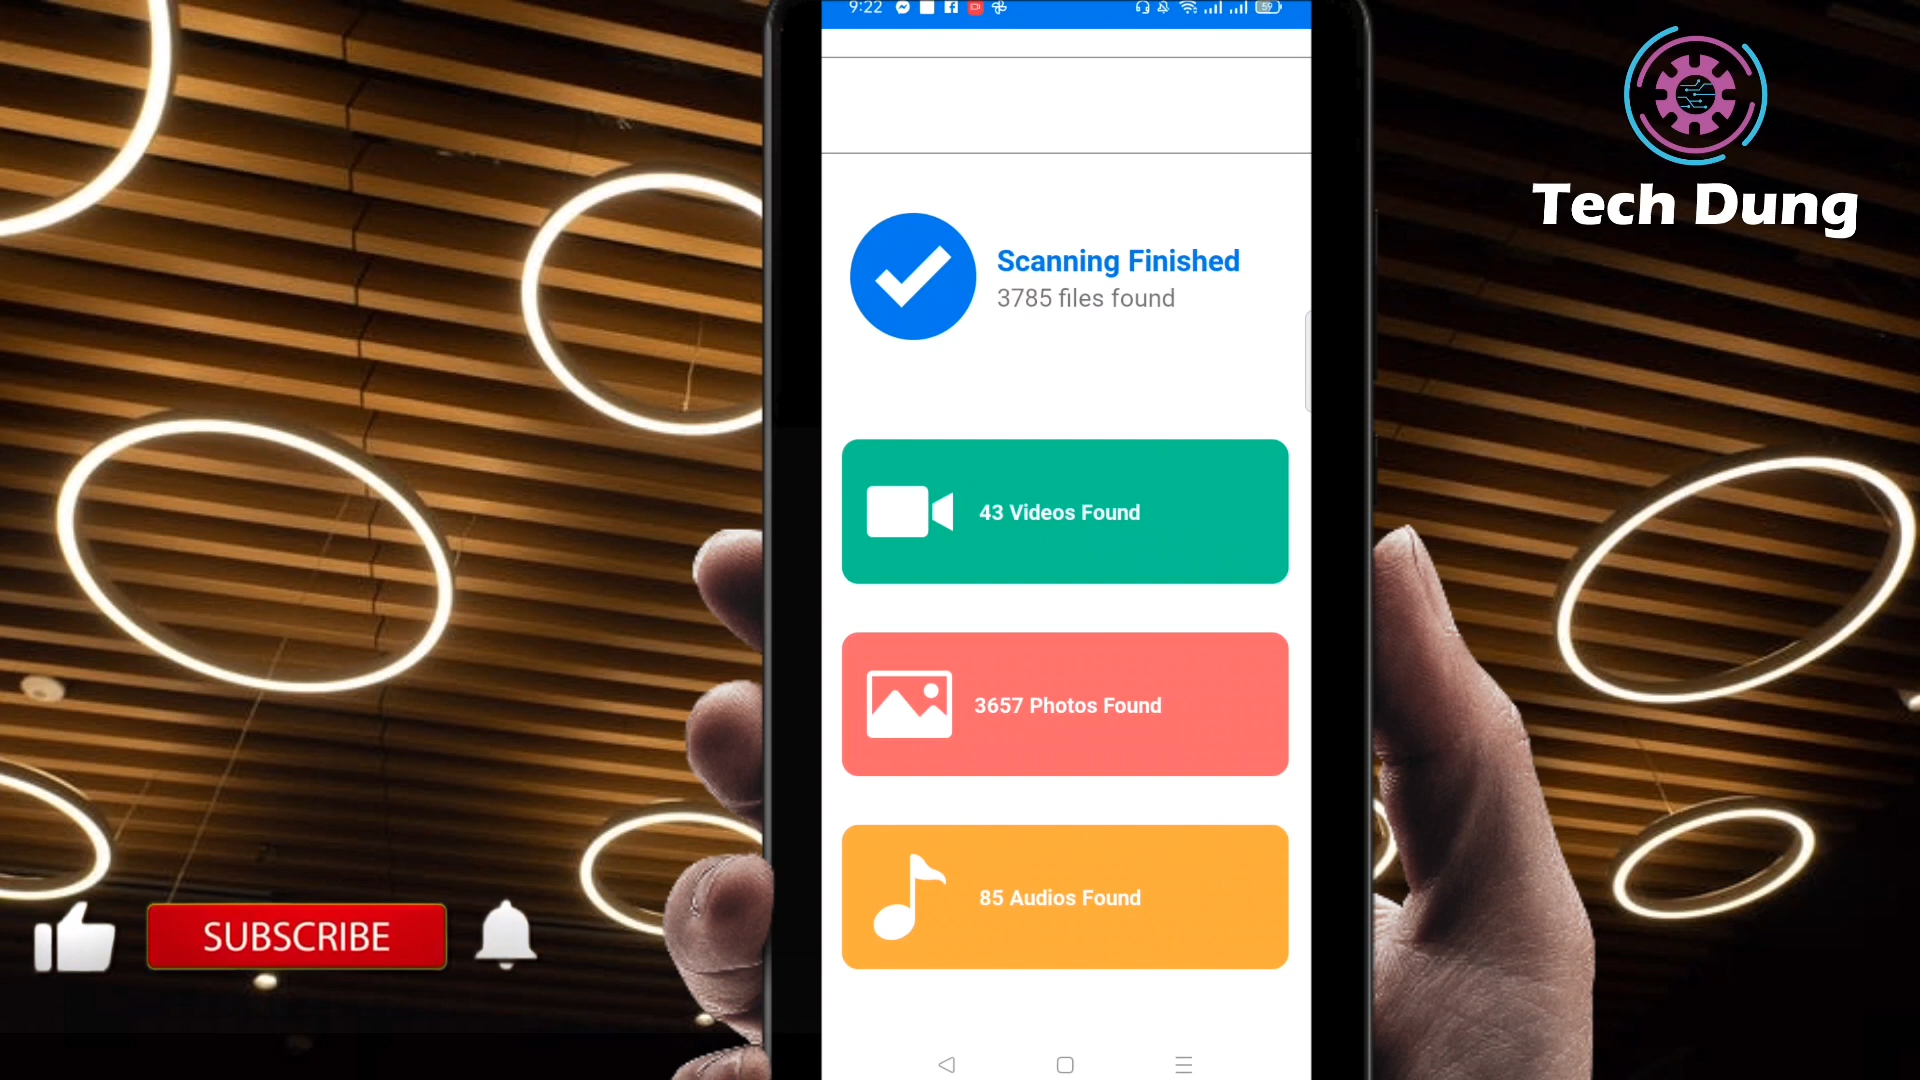 9:22
59
Tech Dung
Scanning Finished
3785 files found
43 Videos Found
3657 Photos Found
85 Audios Found
SUBSCRIBE